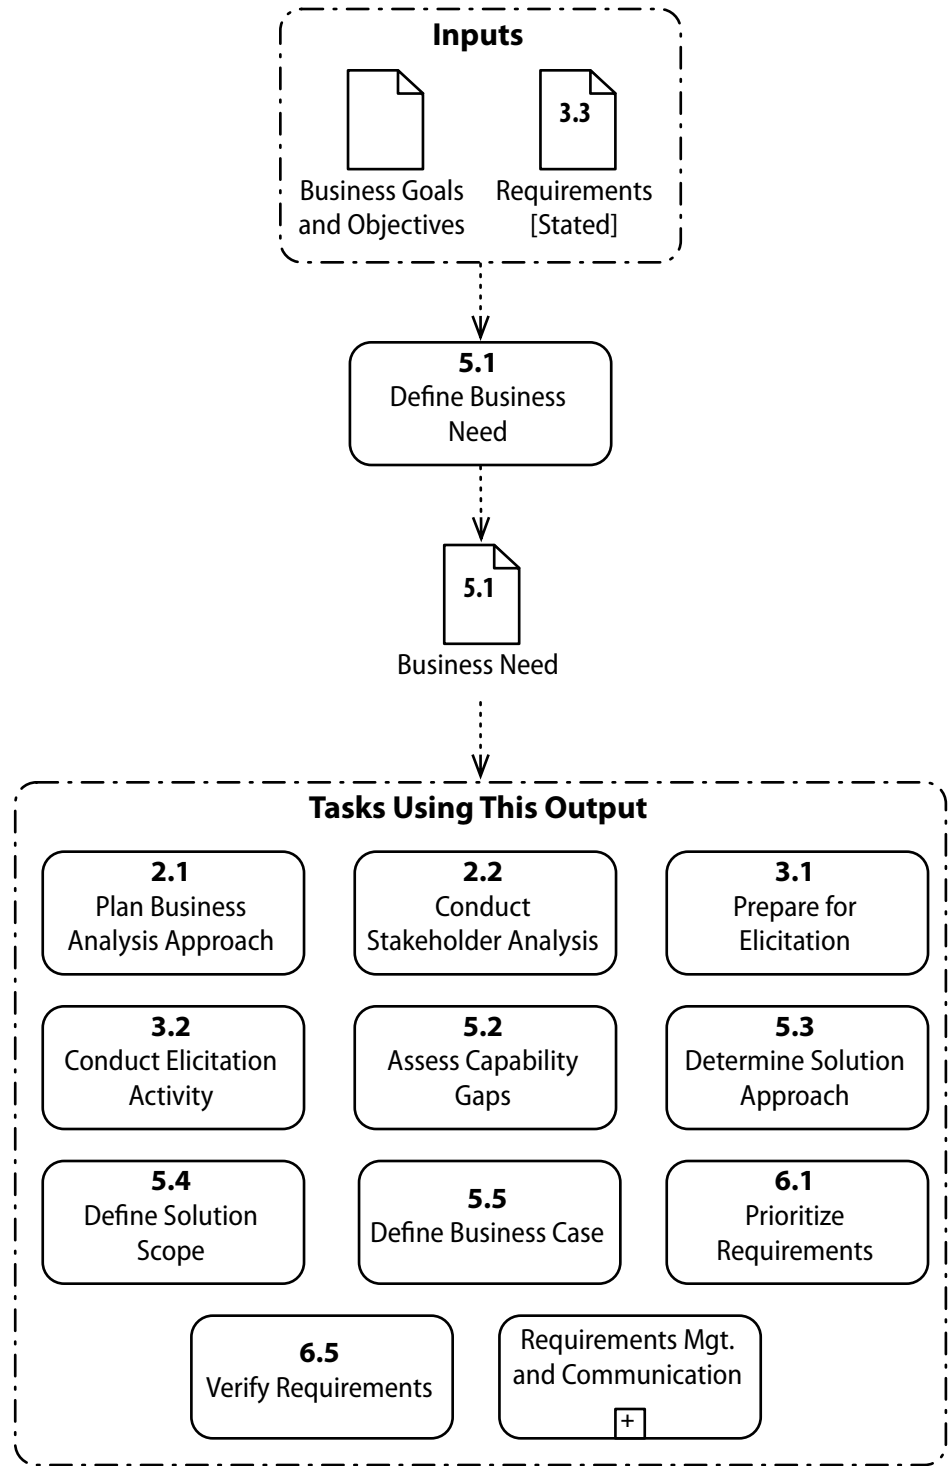 Inputs
3.3
Business Goals
and Objectives
Requirements
[Stated]
5.1
Define Business
Need
5.1
Business Need
Tasks Using This Output
2.1
Plan Business
Analysis Approach
2.2
Conduct
Stakeholder Analysis
3.1
Prepare for
Elicitation
3.2
Conduct Elicitation
Activity
5.2
Assess Capability
Gaps
5.3
Determine Solution
Approach
5.4
Define Solution
Scope
5.5
Define Business Case
6.1
Prioritize
Requirements
6.5
Verify Requirements
Requirements Mgt.
and Communication
+